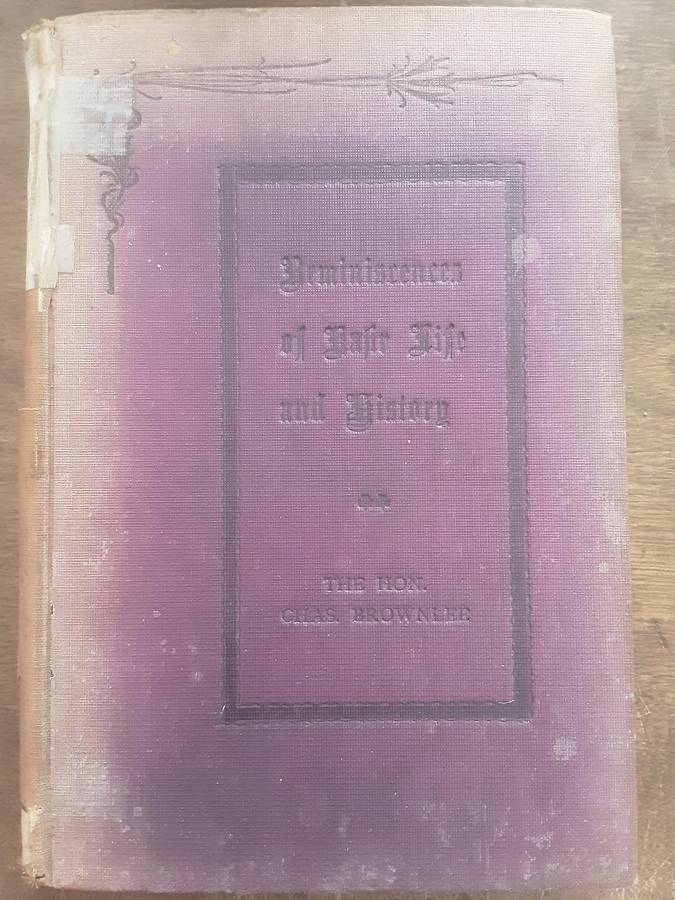 Reminiscences
of Kafir Life
and History
THE HON.
CHAS. BROWNLEE